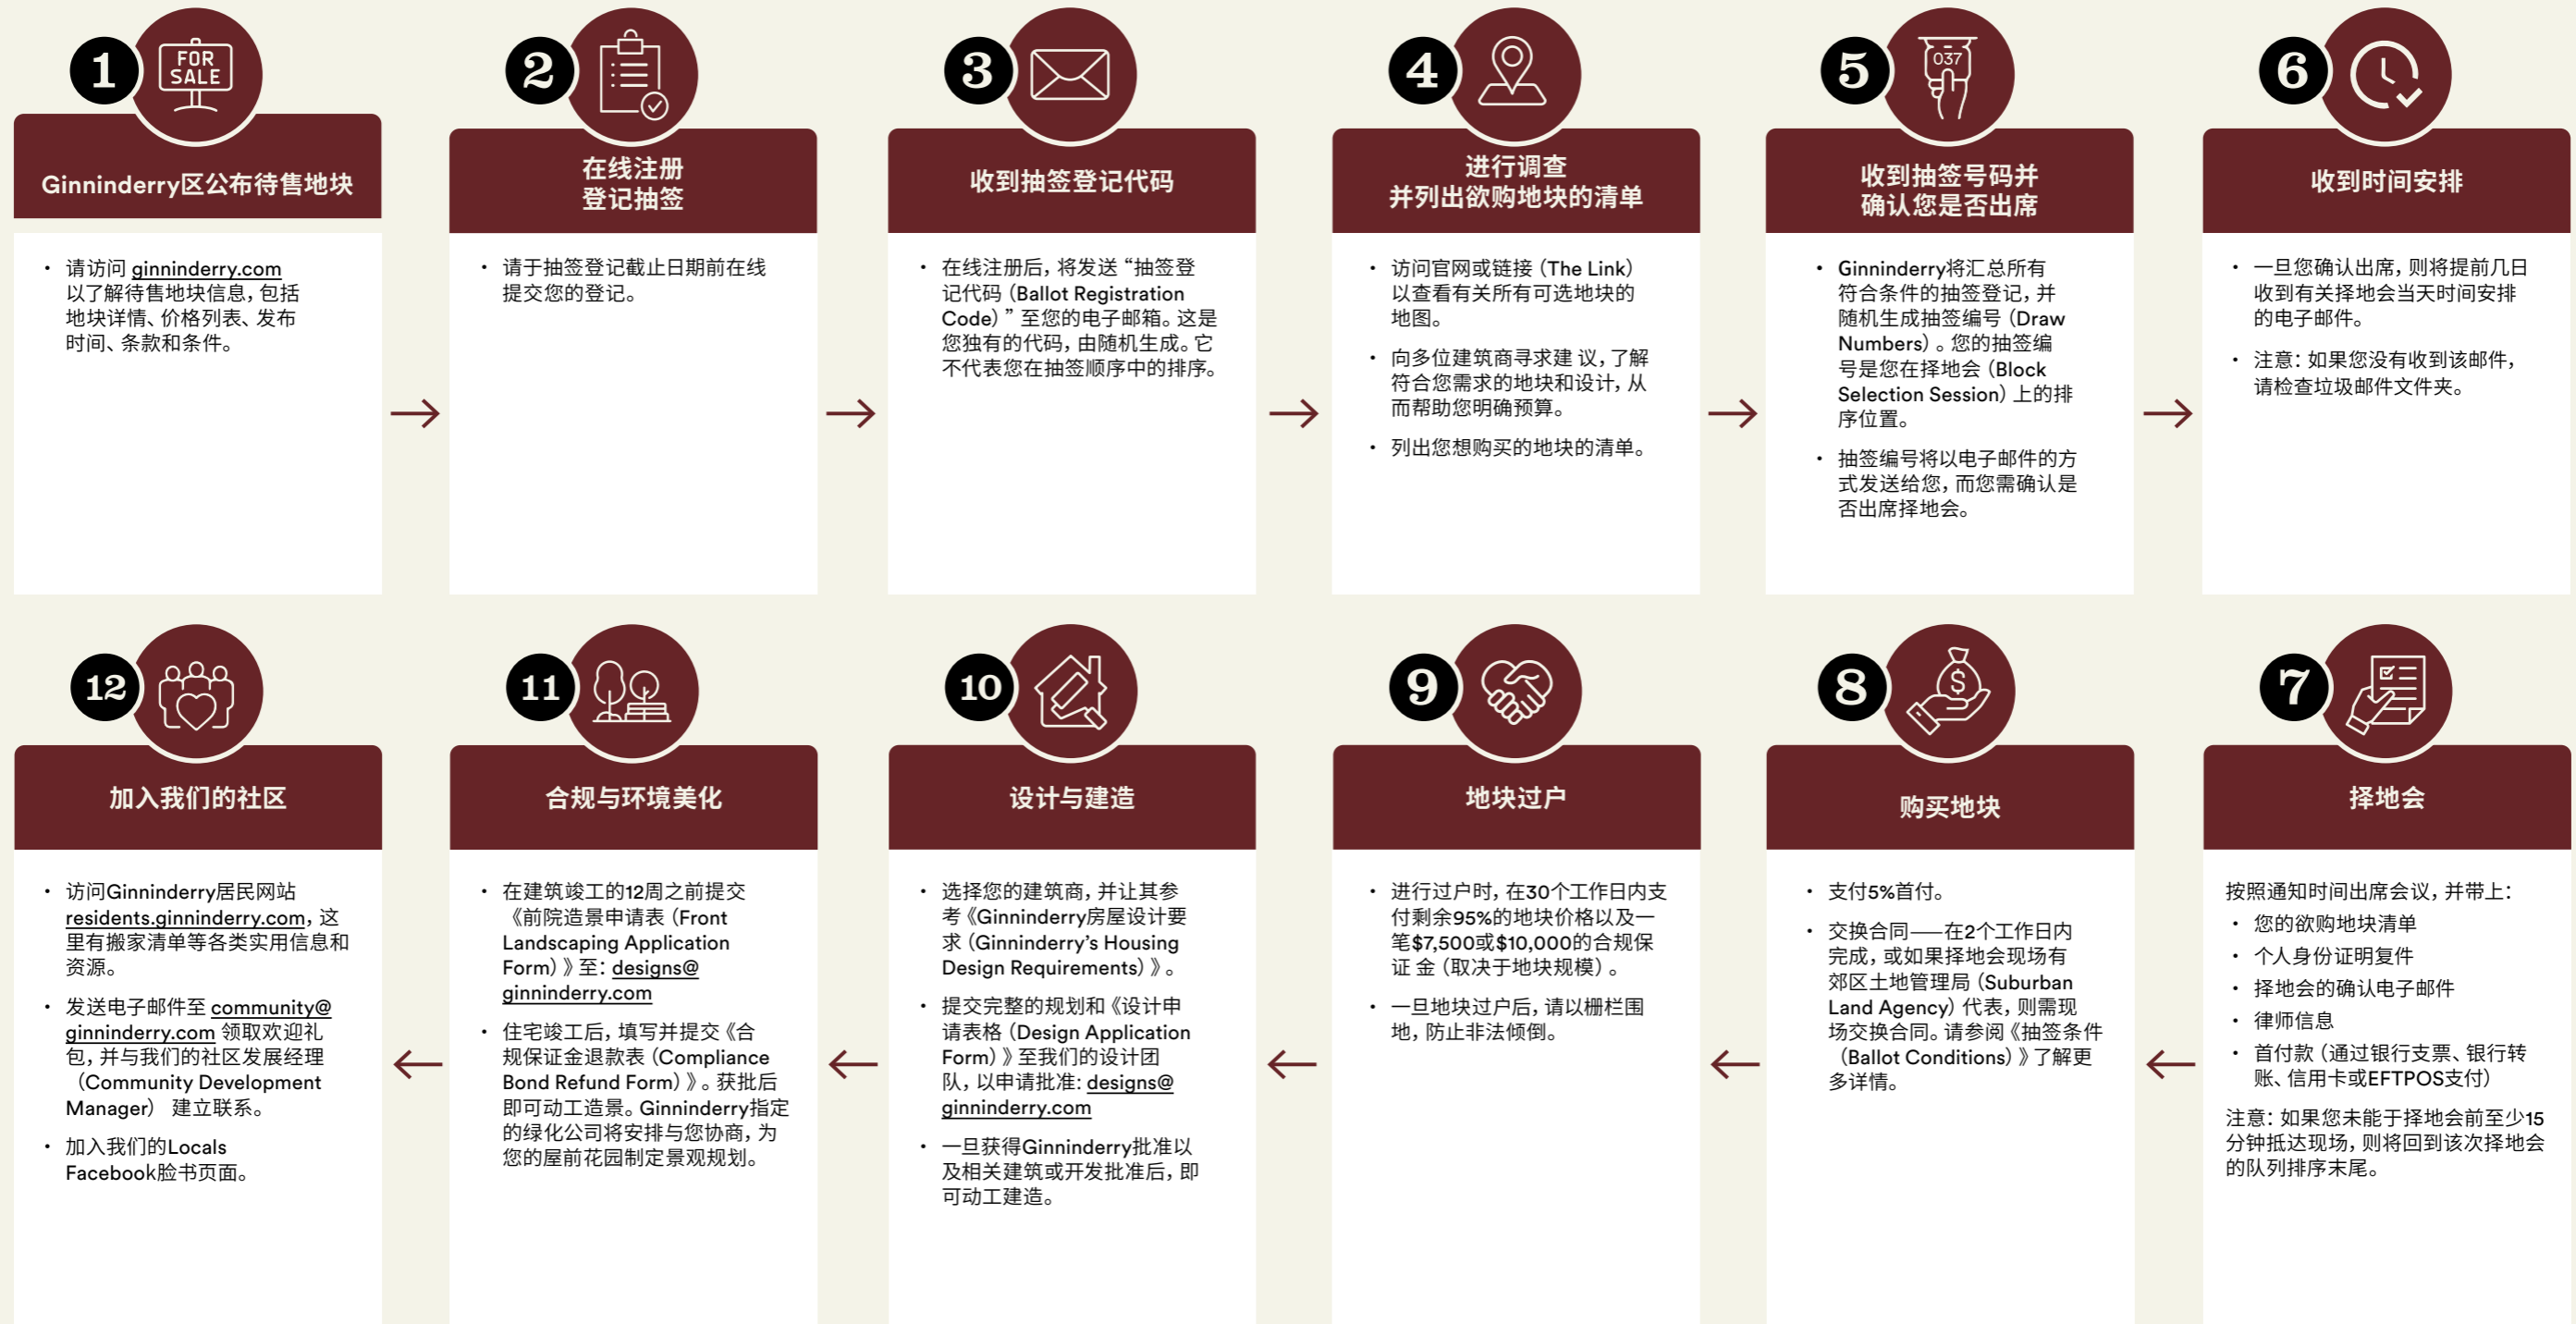 1
FOR
SALE
Ginninderry区公布待售地块
• 请访问 ginninderry.com
以了解待售地块信息，包括
地块详情、价格列表、发布
时间、条款和条件。
2
在线注册
登记抽签
• 请于抽签登记截止日期前在线
提交您的登记。
3
收到抽签登记代码
• 在线注册后，将发送“抽签登
记代码（Ballot Registration
Code）”至您的电子邮箱。这是
您独有的代码，由随机生成。它
不代表您在抽签顺序中的排序。
4
进行调查
并列出欲购地块的清单
• 访问官网或链接（The Link）
以查看有关所有可选地块的
地图。
• 向多位建筑商寻求建 议，了解
符合您需求的地块和设计，从
而帮助您明确预算。
• 列出您想购买的地块的清单。
5
037
收到抽签号码并
确认您是否出席
• Ginninderry将汇总所有
符合条件的抽签登记，并
随机生成抽签编号（Draw
Numbers）。您的抽签编
号是您在择地会（Block
Selection Session）上的排
序位置。
• 抽签编号将以电子邮件的方
式发送给您，而您需确认是
否出席择地会。
6
收到时间安排
• 一旦您确认出席，则将提前几日
收到有关择地会当天时间安排
的电子邮件。
• 注意：如果您没有收到该邮件，
请检查垃圾邮件文件夹。
7
择地会
按照通知时间出席会议，并带上：
• 您的欲购地块清单
• 个人身份证明复件
• 择地会的确认电子邮件
• 律师信息
• 首付款（通过银行支票、银行转
账、信用卡或EFTPOS支付）
注意：如果您未能于择地会前至少15
分钟抵达现场，则将回到该次择地会
的队列排序末尾。
8
$
购买地块
• 支付5%首付。
• 交换合同——在2个工作日内
完成，或如果择地会现场有
郊区土地管理局（Suburban
Land Agency）代表，则需现
场交换合同。请参阅《抽签条件
（Ballot Conditions）》了解更
多详情。
9
地块过户
• 进行过户时，在30个工作日内支
付剩余95%的地块价格以及一
笔$7,500或$10,000的合规保
证 金（取决于地块规模）。
• 一旦地块过户后，请以栅栏围
地，防止非法倾倒。
10
设计与建造
• 选择您的建筑商，并让其参
考《Ginninderry房屋设计要
求（Ginninderry’s Housing
Design Requirements）》。
• 提交完整的规划和《设计申
请表格（Design Application
Form）》至我们的设计团
队，以申请批准: designs@
ginninderry.com
• 一旦获得Ginninderry批准以
及相关建筑或开发批准后，即
可动工建造。
11
合规与环境美化
• 在建筑竣工的12周之前提交
《前院造景申请表（Front
Landscaping Application
Form）》至：designs@
ginninderry.com
• 住宅竣工后，填写并提交《合
规保证金退款表（Compliance
Bond Refund Form）》。获批后
即可动工造景。Ginninderry指定
的绿化公司将安排与您协商，为
您的屋前花园制定景观规划。
12
加入我们的社区
• 访问Ginninderry居民网站
residents.ginninderry.com，这
里有搬家清单等各类实用信息和
资源。
• 发送电子邮件至 community@
ginninderry.com 领取欢迎礼
包，并与我们的社区发展经理
（Community Development
Manager） 建立联系。
• 加入我们的Locals
Facebook脸书页面。